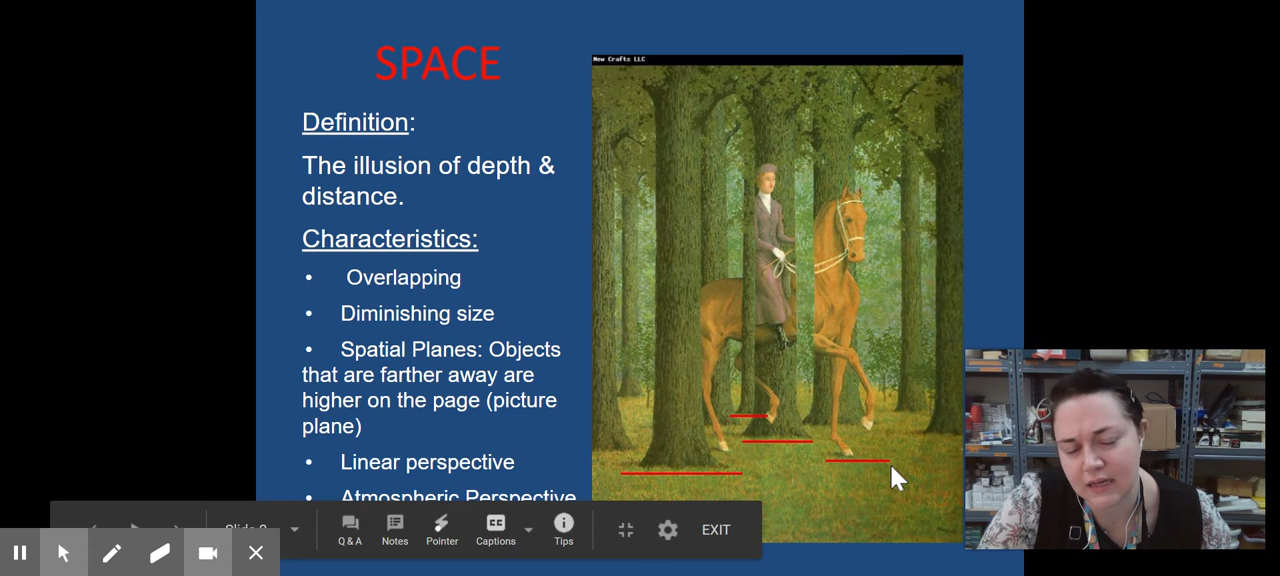 SPACE
New Crafts LLC
Definition:
The illusion of depth &
distance.
Characteristics:
• Overlapping
• Diminishing size
• Spatial Planes: Objects
that are farther away are
higher on the page (picture
plane)
• Linear perspective
• Atmospheric Perspective
Q & A
Notes
Pointer
CC
Captions
Tips
EXIT